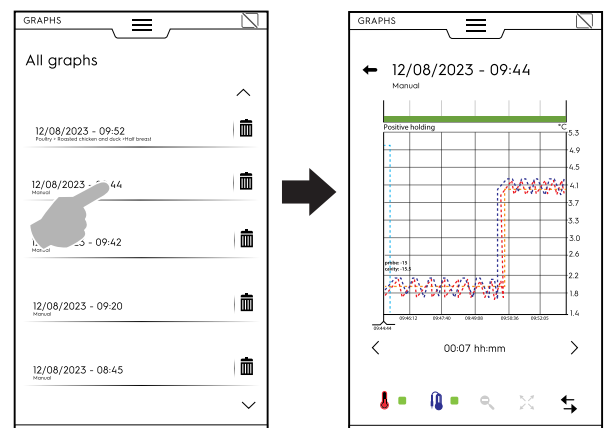 GRAPHS
All graphs
12/08/2023 - 09:52
Poultry > Roasted chicken and duck >Half breast
12/08/2023 - 44
Manual
- 09:42
Manual
12/08/2023 - 09:20
Manual
12/08/2023 - 08:45
Manual
GRAPHS
12/08/2023 - 09:44
Manual
Positive holding
°C
5.3
4.9
4.5
4.1
3.7
3.3
3.0
2.6
2.2
1.8
1.4
probe: -15
cavity: -15.5
09:44:44
09:46:12
09:47:40
09:49:08
09:50:36
09:52:05
00:07 hh:mm